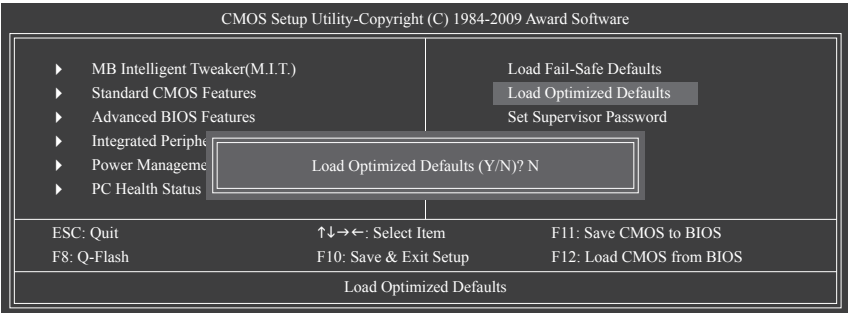 CMOS Setup Utility-Copyright (C) 1984-2009 Award Software
MB Intelligent Tweaker(M.I.T.)
Standard CMOS Features
Advanced BIOS Features
Integrated Periphe
Power Manageme
PC Health Status
Load Fail-Safe Defaults
Load Optimized Defaults
Set Supervisor Password
Load Optimized Defaults (Y/N)? N
ESC: Quit ↑↓→←: Select Item F11: Save CMOS to BIOS
F8: Q-Flash F10: Save & Exit Setup F12: Load CMOS from BIOS
Load Optimized Defaults